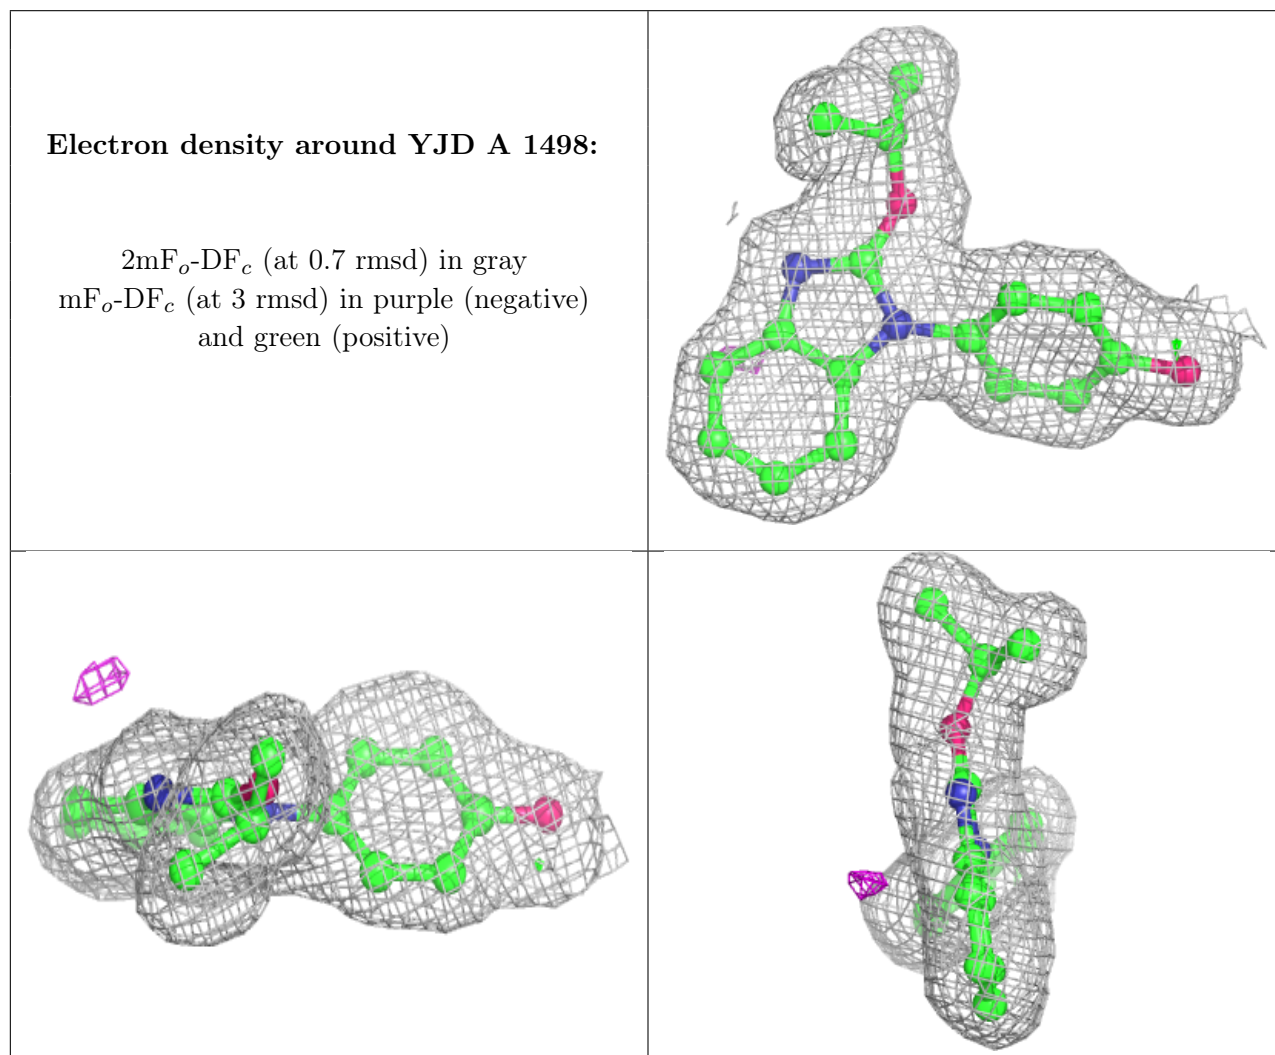 Electron density around YJD A 1498:
2mFo-DFc (at 0.7 rmsd) in gray
mFo-DFc (at 3 rmsd) in purple (negative)
and green (positive)